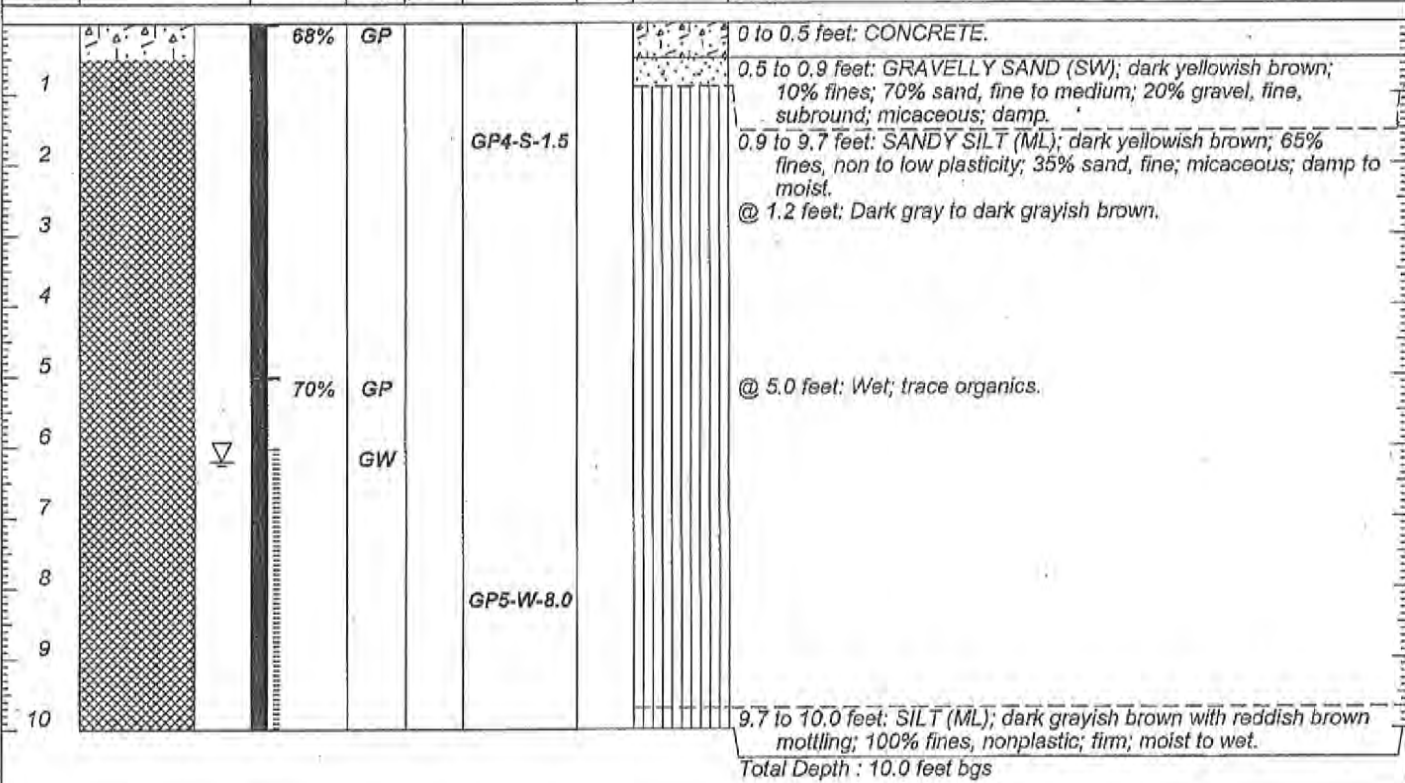 68% GP
0 to 0.5 feet: CONCRETE.
1
0.5 to 0.9 feet: GRAVELLY SAND (SW); dark yellowish brown;
10% fines; 70% sand, fine to medium; 20% gravel, fine,
subround; micaceous; damp.
2
GP4-S-1.5
0.9 to 9.7 feet: SANDY SILT (ML); dark yellowish brown; 65%
fines, non to low plasticity; 35% sand, fine; micaceous; damp to
moist.
3
@ 1.2 feet: Dark gray to dark grayish brown.
4
5
70% GP
@ 5.0 feet: Wet; trace organics.
6
GW
7
8
GP5-W-8.0
9
10
9.7 to 10.0 feet: SILT (ML); dark grayish brown with reddish brown
mottling; 100% fines, nonplastic; firm; moist to wet.
Total Depth : 10.0 feet bgs